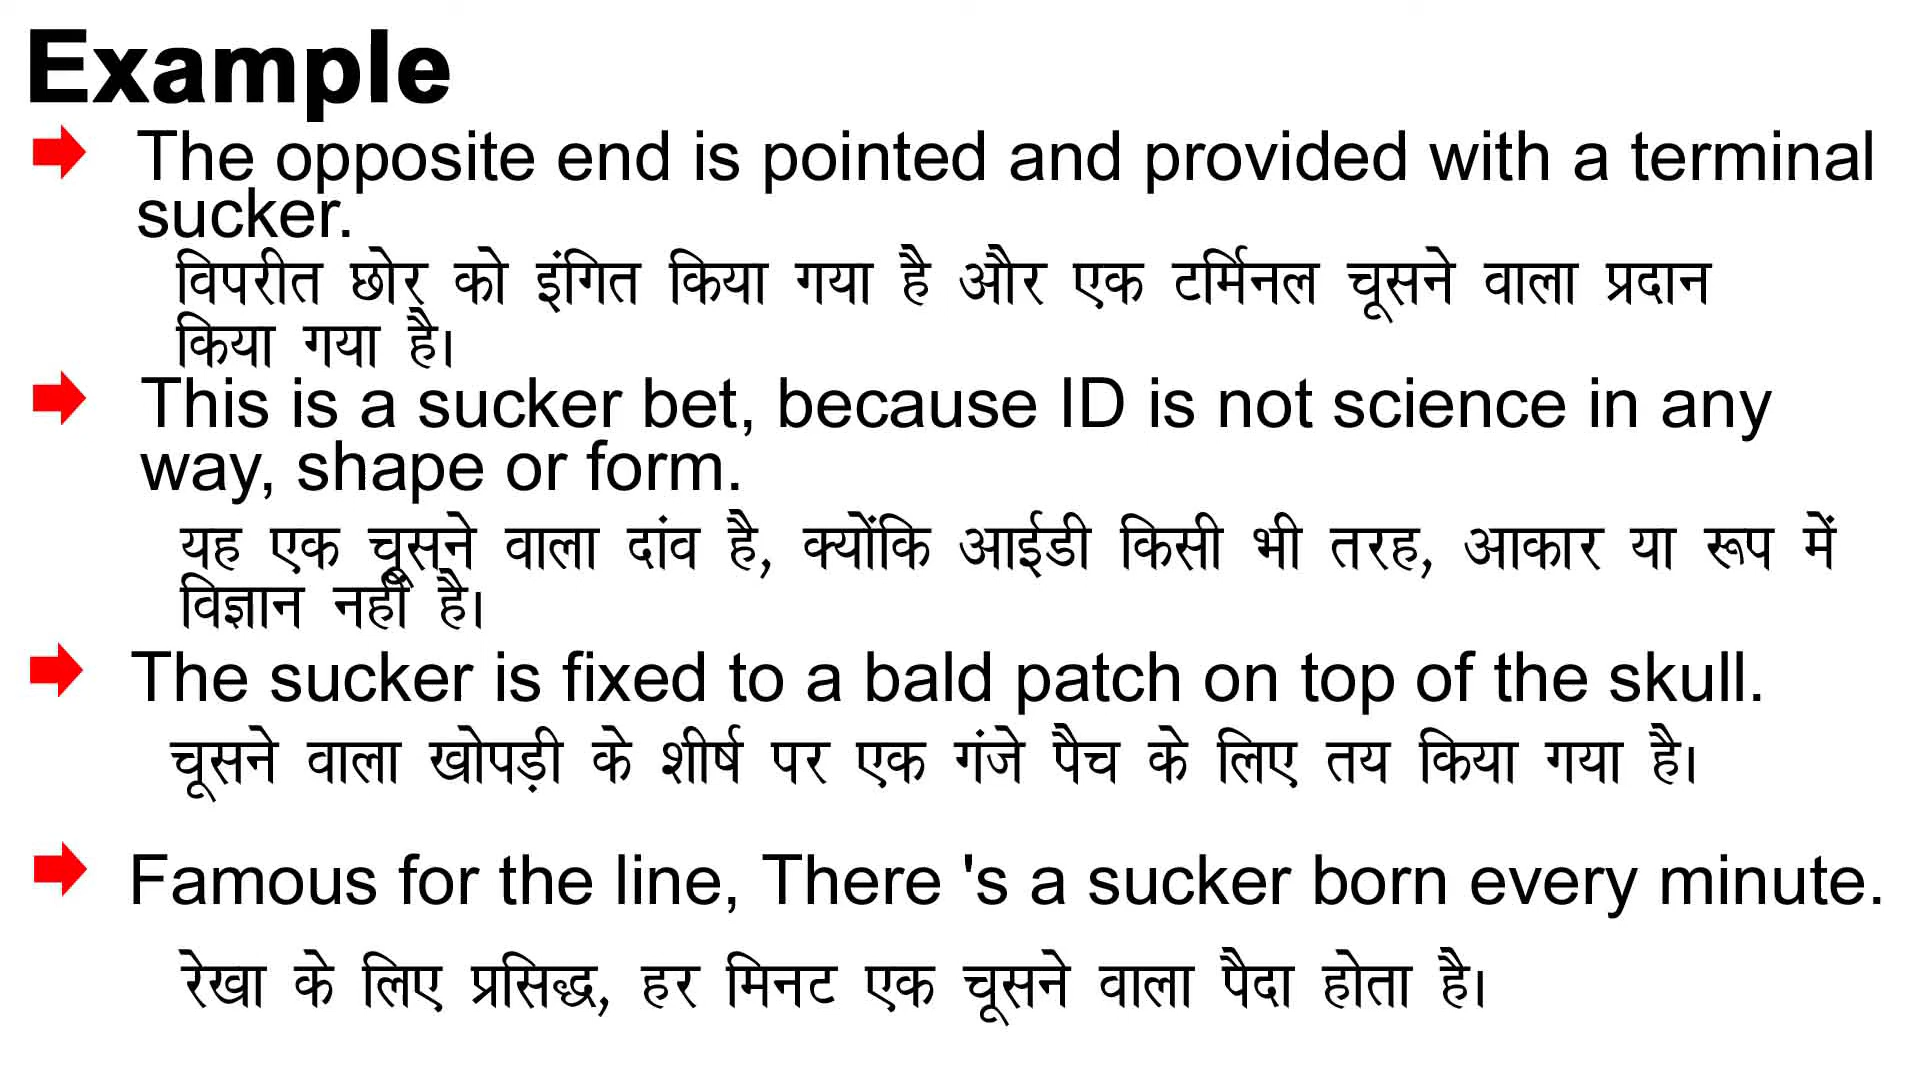 Example
The opposite end is pointed and provided with a terminal
sucker.
विपरीत छोर को इंगित किया गया है और एक टर्मिनल चूसने वाला प्रदान
किया गया है।
This is a sucker bet, because ID is not science in any
way, shape or form.
यह एक चूसने वाला दांव है, क्योंकि आईडी किसी भी तरह, आकार या रूप में
विज्ञान नहीं है।
The sucker is fixed to a bald patch on top of the skull.
चूसने वाला खोपड़ी के शीर्ष पर एक गंजे पैच के लिए तय किया गया है।
Famous for the line, There 's a sucker born every minute.
रेखा के लिए प्रसिद्ध, हर मिनट एक चूसने वाला पैदा होता है।